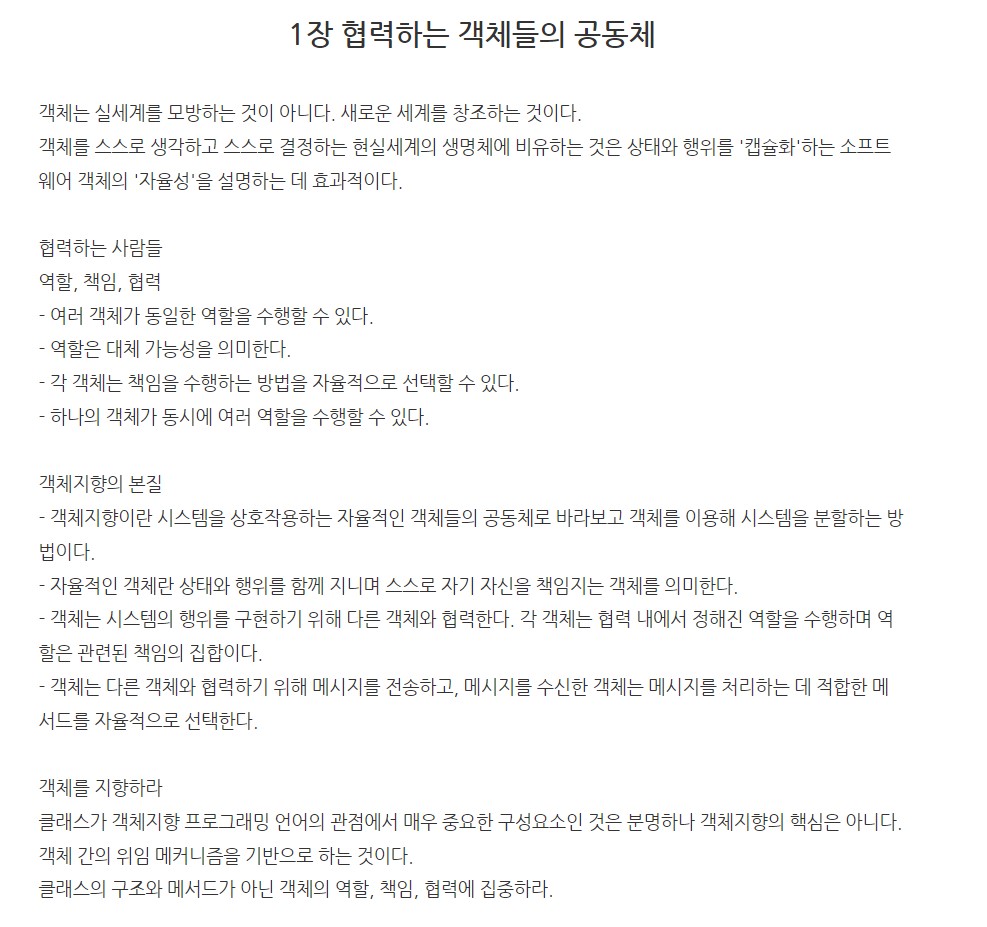 1장 협력하는 객체들의 공동체
객체는 실세계를 모방하는 것이 아니다. 새로운 세계를 창조하는 것이다.
객체를 스스로 생각하고 스스로 결정하는 현실세계의 생명체에 비유하는 것은 상태와 행위를 '캡슐화'하는 소프트
웨어 객체의 '자율성'을 설명하는 데 효과적이다.
협력하는 사람들
역할, 책임, 협력
- 여러 객체가 동일한 역할을 수행할 수 있다.
- 역할은 대체 가능성을 의미한다.
- 각 객체는 책임을 수행하는 방법을 자율적으로 선택할 수 있다.
- 하나의 객체가 동시에 여러 역할을 수행할 수 있다.
객체지향의 본질
- 객체지향이란 시스템을 상호작용하는 자율적인 객체들의 공동체로 바라보고 객체를 이용해 시스템을 분할하는 방
법이다.
- 자율적인 객체란 상태와 행위를 함께 지니며 스스로 자기 자신을 책임지는 객체를 의미한다.
- 객체는 시스템의 행위를 구현하기 위해 다른 객체와 협력한다. 각 객체는 협력 내에서 정해진 역할을 수행하며 역
할은 관련된 책임의 집합이다.
- 객체는 다른 객체와 협력하기 위해 메시지를 전송하고, 메시지를 수신한 객체는 메시지를 처리하는 데 적합한 메
서드를 자율적으로 선택한다.
객체를 지향하라
클래스가 객체지향 프로그래밍 언어의 관점에서 매우 중요한 구성요소인 것은 분명하나 객체지향의 핵심은 아니다.
객체 간의 위임 메커니즘을 기반으로 하는 것이다.
클래스의 구조와 메서드가 아닌 객체의 역할, 책임, 협력에 집중하라.